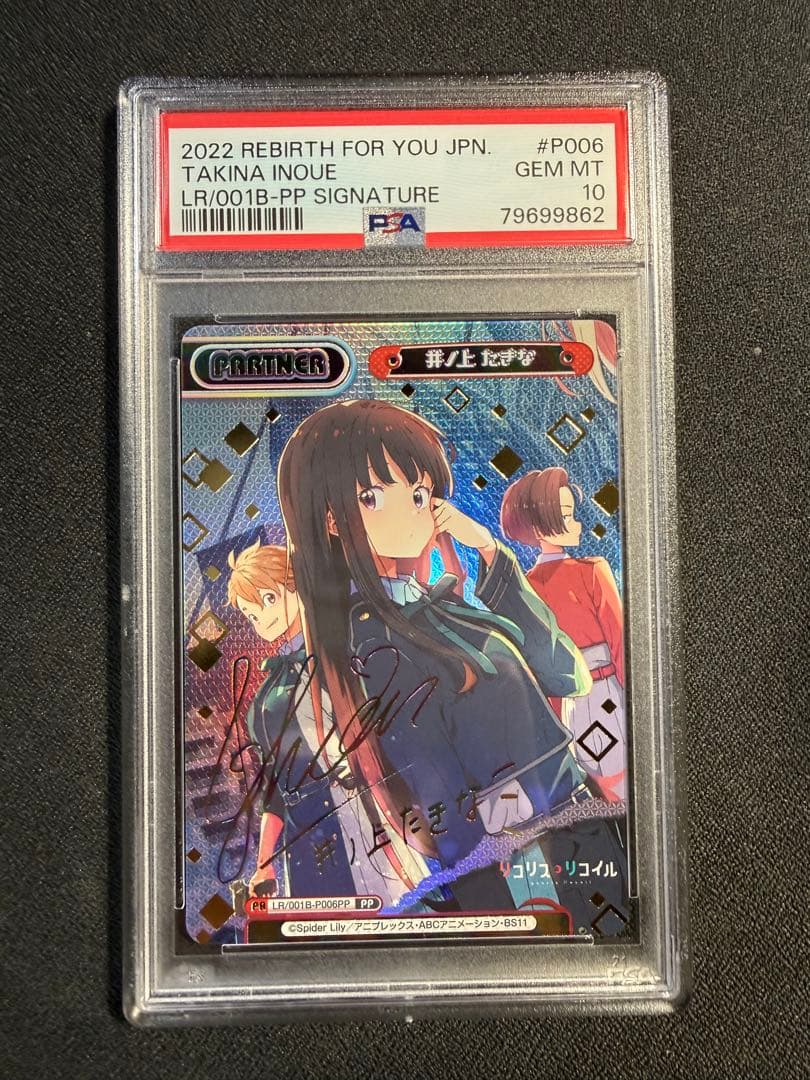 2022 REBIRTH FOR YOU JPN. #P006
TAKINA INOUE GEM MT
LR/001B-PP SIGNATURE 10
79699862
PSA
PARTNER
井ノ上 たきな
井ノ上たきな
リコリス・リコイル
LR/001B-P006PP PP
©Spider Lily／アニプレックス・ABCアニメーション・BS11